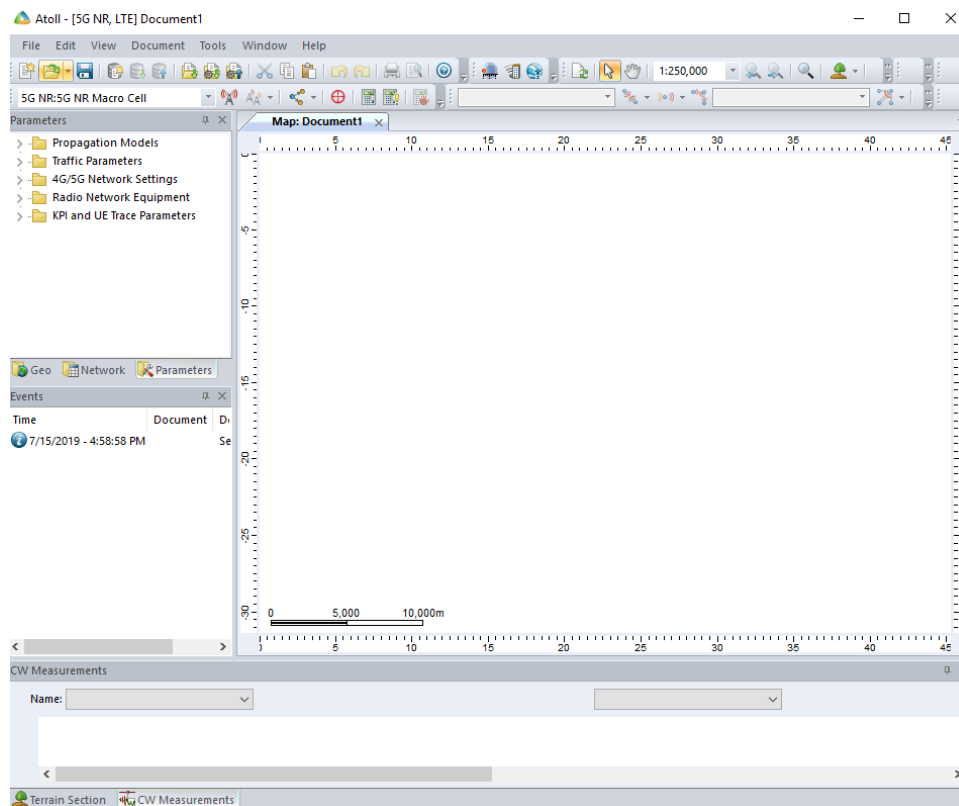 Atoll - [5G NR, LTE] Document1
File Edit View Document Tools Window Help
1:250,000
5G NR:5G NR Macro Cell
Parameters
Map: Document1
Propagation Models
Traffic Parameters
4G/5G Network Settings
Radio Network Equipment
KPI and UE Trace Parameters
5 10 15 20 25 30 35 40 45
-5
-10
-15
-20
-25
-30
Geo Network Parameters
Events
Time Document
7/15/2019 - 4:58:58 PM Se
0 5,000 10,000m
5 10 15 20 25 30 35 40 45
CW Measurements
Name:
Terrain Section CW Measurements